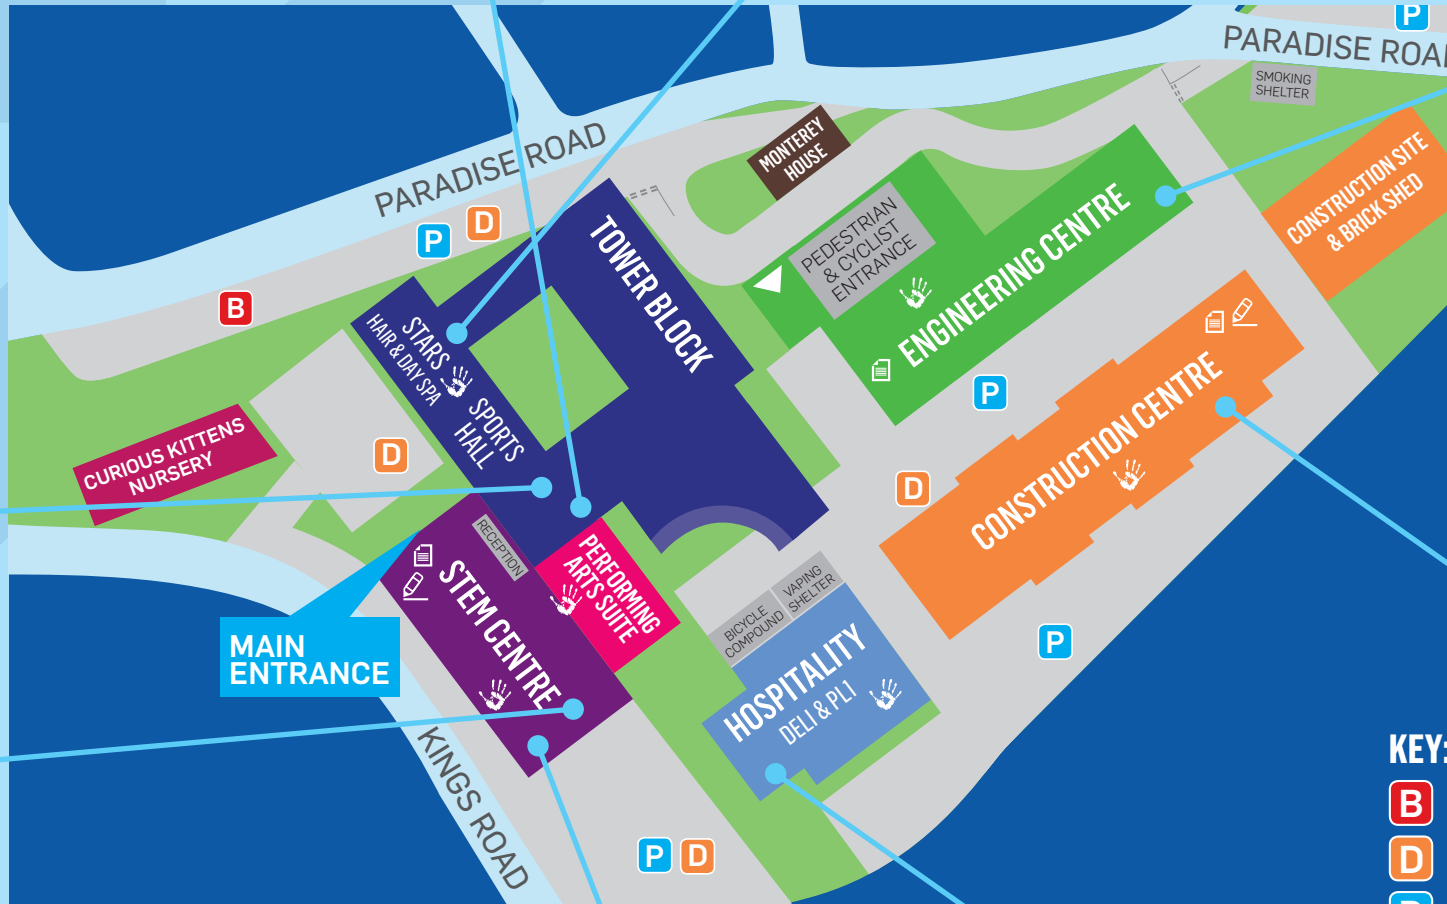 P
PARADISE ROAD
SMOKING
SHELTER
PARADISE ROAD
MONTEREY
HOUSE
CONSTRUCTION SITE
& BRICK SHED
P
D
B
TOWER BLOCK
PEDESTRIAN
& CYCLIST
ENTRANCE
ENGINEERING CENTRE
STARS
HAIR & DAY SPA
SPORTS
HALL
P
CONSTRUCTION CENTRE
D
CURIOUS KITTENS
NURSERY
D
RECEPTION
STEM CENTRE
PERFORMING
ARTS SUITE
BICYCLE
COMPOUND
VAPING
SHELTER
HOSPITALITY
DELI & PL1
P
MAIN
ENTRANCE
KINGS ROAD
P
D
KEY:
B
D